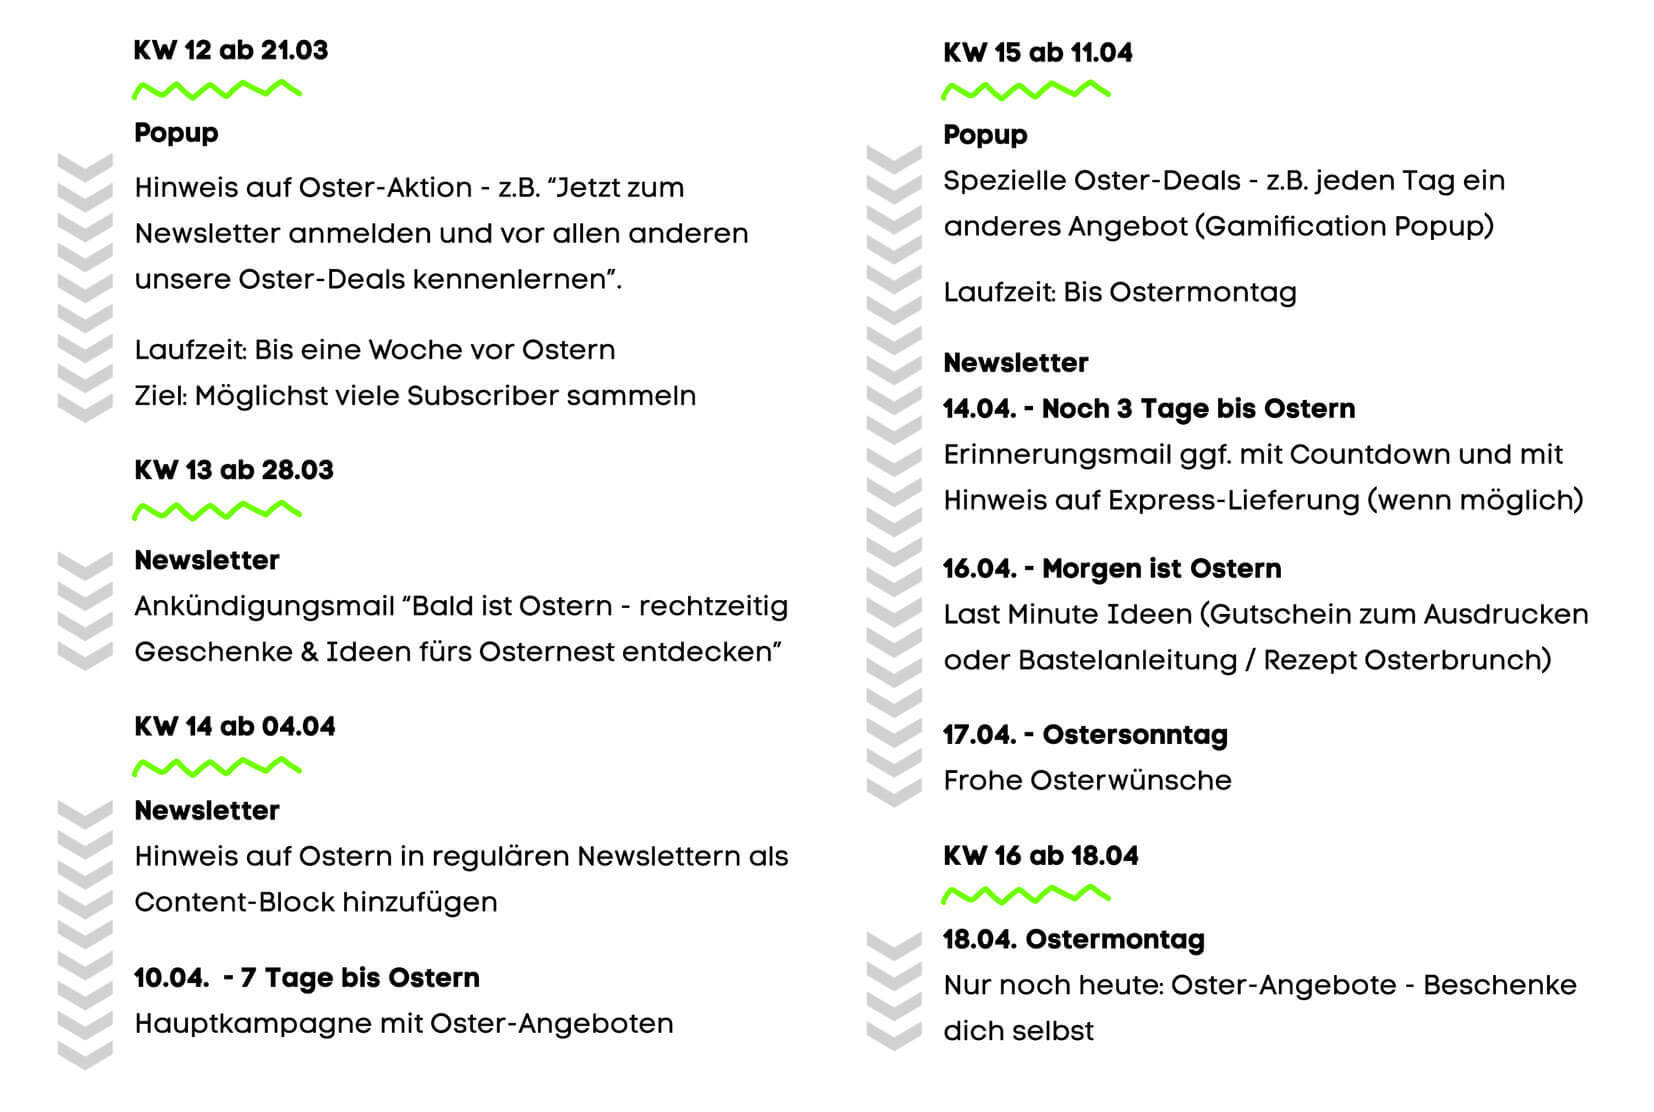 KW 12 ab 21.03
Popup
Hinweis auf Oster-Aktion - z.B. “Jetzt zum
Newsletter anmelden und vor allen anderen
unsere Oster-Deals kennenlernen”.
Laufzeit: Bis eine Woche vor Ostern
Ziel: Möglichst viele Subscriber sammeln
KW 13 ab 28.03
Newsletter
Ankündigungsmail “Bald ist Ostern - rechtzeitig
Geschenke & Ideen fürs Osternest entdecken”
KW 14 ab 04.04
Newsletter
Hinweis auf Ostern in regulären Newslettern als
Content-Block hinzufügen
10.04. - 7 Tage bis Ostern
Hauptkampagne mit Oster-Angeboten
KW 15 ab 11.04
Popup
Spezielle Oster-Deals - z.B. jeden Tag ein
anderes Angebot (Gamification Popup)
Laufzeit: Bis Ostermontag
Newsletter
14.04. - Noch 3 Tage bis Ostern
Erinnerungsmail ggf. mit Countdown und mit
Hinweis auf Express-Lieferung (wenn möglich)
16.04. - Morgen ist Ostern
Last Minute Ideen (Gutschein zum Ausdrucken
oder Bastelanleitung / Rezept Osterbrunch)
17.04. - Ostersonntag
Frohe Osterwünsche
KW 16 ab 18.04
18.04. Ostermontag
Nur noch heute: Oster-Angebote - Beschenke
dich selbst